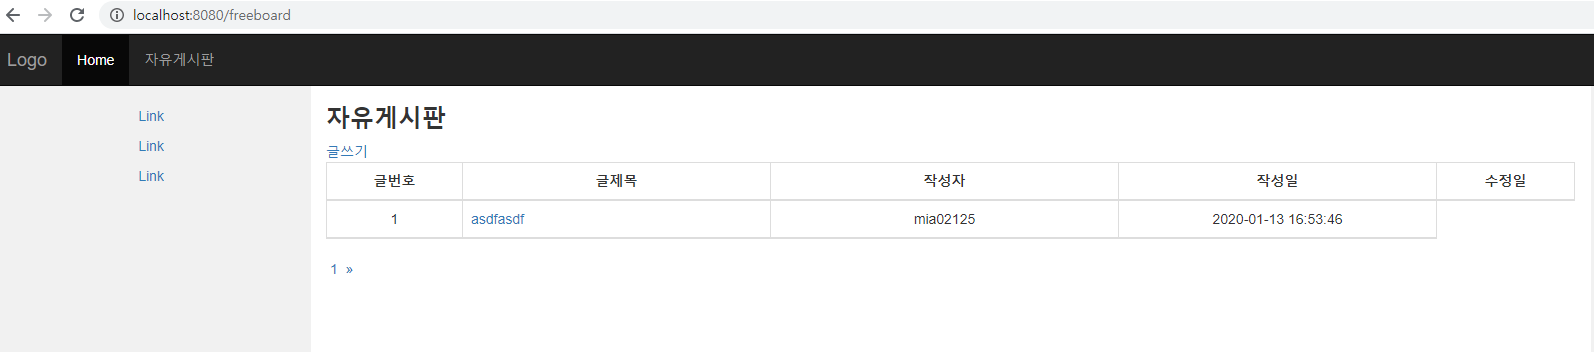 localhost:8080/freeboard
Logo Home 자유게시판
Link
Link
Link
자유게시판
글쓰기
글번호 글제목 작성자 작성일 수정일
1 asdfasdf mia02125 2020-01-13 16:53:46
1 »